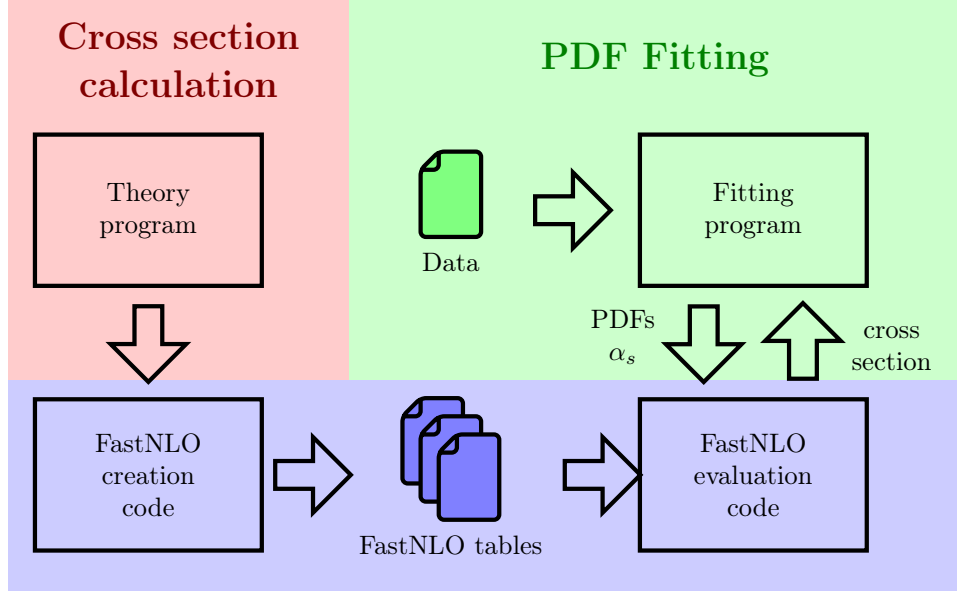 Cross section
calculation
PDF Fitting
Theory
program
Data
Fitting
program
PDFs
α_s
cross
section
FastNLO
creation
code
FastNLO tables
FastNLO
evaluation
code